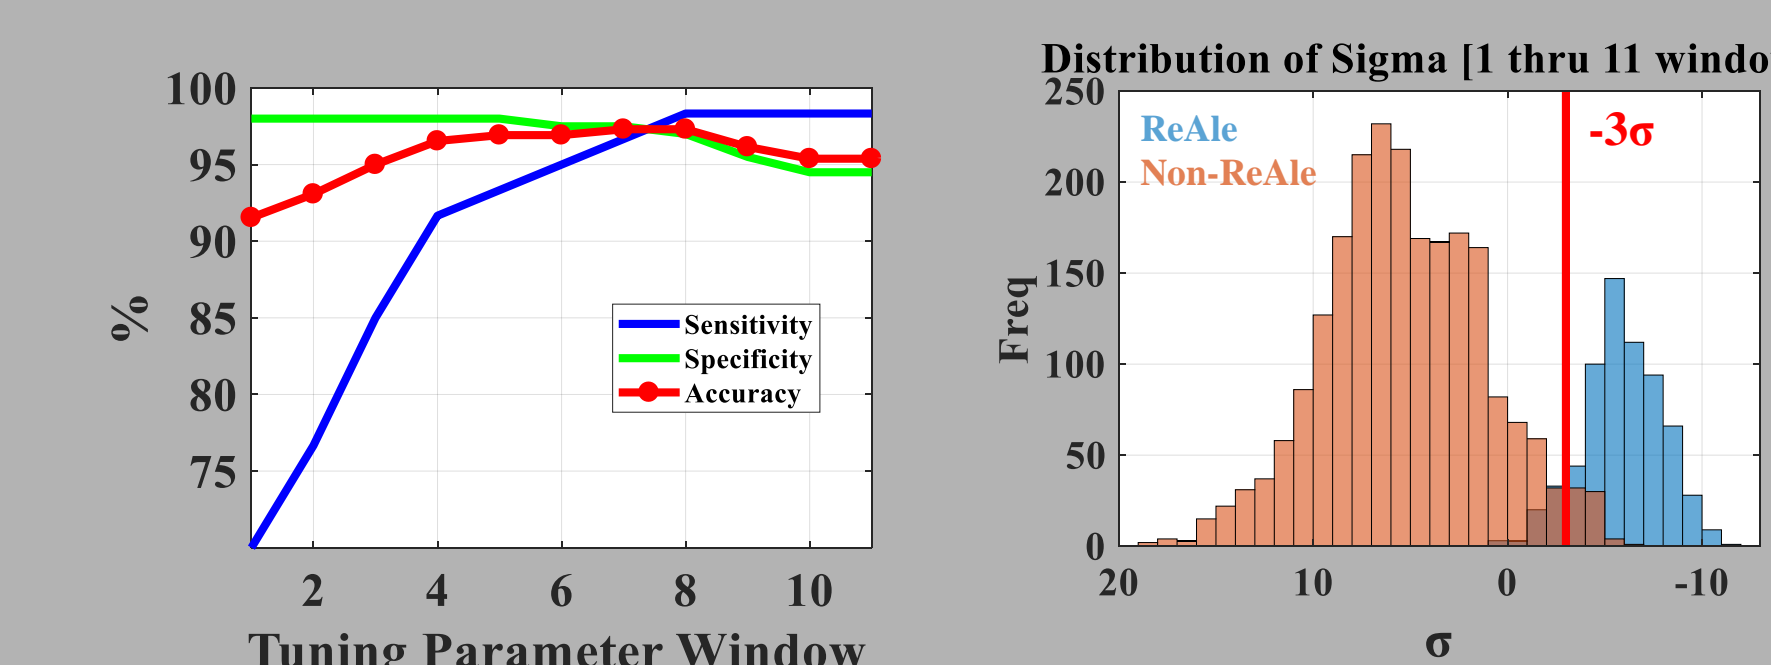 100
95
90
85
80
75
%
2 4 6 8 10
Tuning Parameter Window
Sensitivity
Specificity
Accuracy
Distribution of Sigma [1 thru 11 windo
250
200
150
100
50
0
Freq
ReAle
Non-ReAle
-3σ
20 10 0 -10
σ